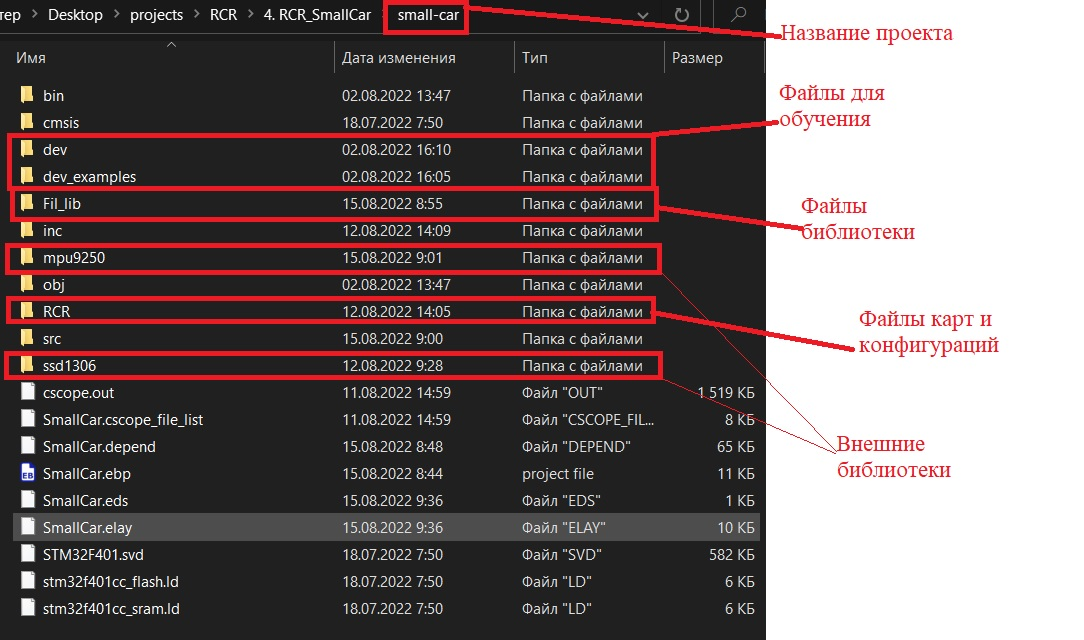 тер > Desktop > projects > RCR > 4. RCR_SmallCar > small-car
Название проекта
Имя Дата изменения Тип Размер
bin 02.08.2022 13:47 Папка с файлами
cmsis 18.07.2022 7:50 Папка с файлами
dev 02.08.2022 16:10 Папка с файлами
dev_examples 02.08.2022 16:05 Папка с файлами
Fil_lib 15.08.2022 8:55 Папка с файлами
inc 12.08.2022 14:09 Папка с файлами
mpu9250 15.08.2022 9:01 Папка с файлами
obj 02.08.2022 13:47 Папка с файлами
RCR 12.08.2022 14:05 Папка с файлами
src 15.08.2022 9:00 Папка с файлами
ssd1306 12.08.2022 9:28 Папка с файлами
cscope.out 11.08.2022 14:59 Файл "OUT" 1 519 КБ
SmallCar.cscope_file_list 11.08.2022 14:59 Файл "CSCOPE_FIL... 8 КБ
SmallCar.depend 15.08.2022 8:48 Файл "DEPEND" 65 КБ
SmallCar.ebp 15.08.2022 8:44 project file 11 КБ
SmallCar.eds 15.08.2022 9:36 Файл "EDS" 1 КБ
SmallCar.elay 15.08.2022 9:36 Файл "ELAY" 10 КБ
STM32F401.svd 18.07.2022 7:50 Файл "SVD" 582 КБ
stm32f401cc_flash.ld 18.07.2022 7:50 Файл "LD" 6 КБ
stm32f401cc_sram.ld 18.07.2022 7:50 Файл "LD" 6 КБ
Файлы для
обучения
Файлы
библиотеки
Файлы карт и
конфигураций
Внешние
библиотеки